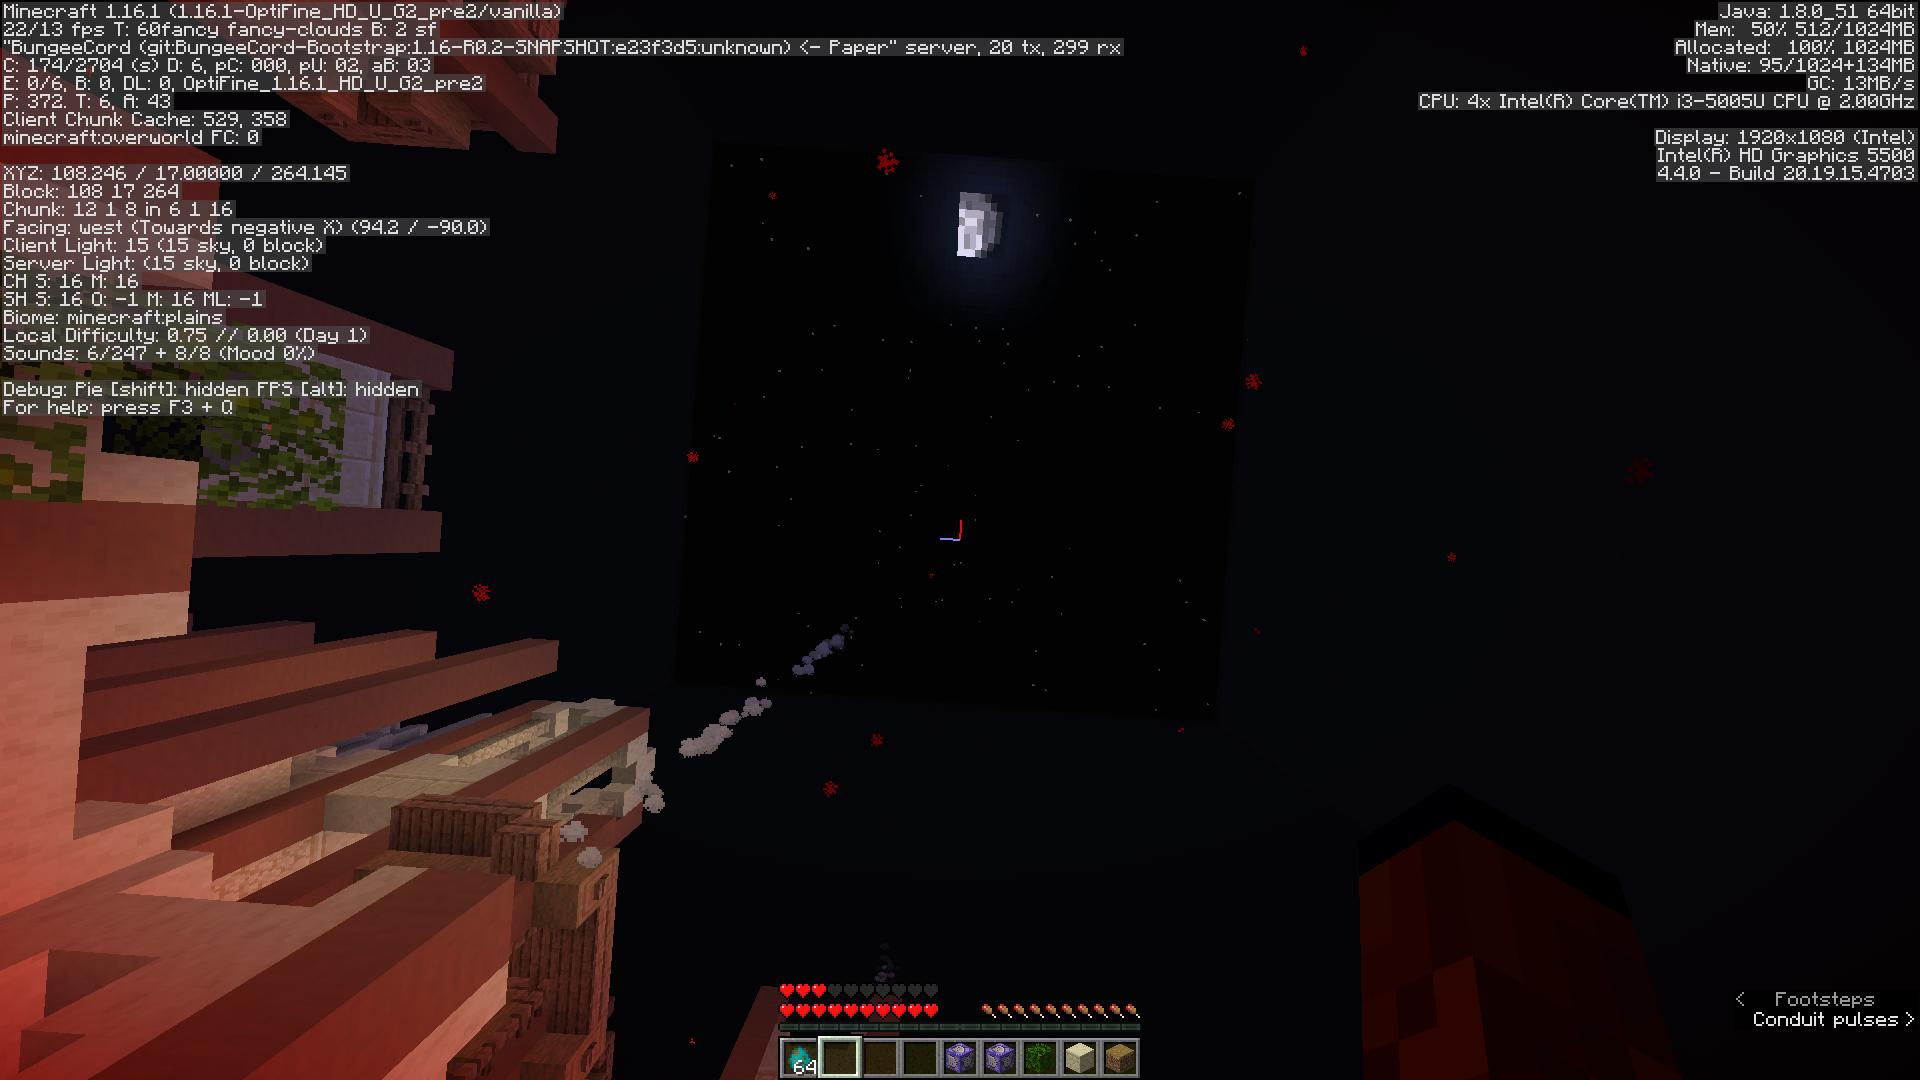 Minecraft 1.16.1 (1.16.1-OptiFine_HD_U_G2_pre2/vanilla)
22/13 fps T: 60fancy fancy-clouds B: 2 sf
"BungeeCord (git:BungeeCord-Bootstrap:1.16-R0.2-SNAPSHOT:e23f3d5:unknown) <- Paper" server, 20 tx, 299 rx
C: 174/2704 (s) D: 6, pC: 000, pU: 02, aB: 03
E: 0/6, B: 0, DL: 0, OptiFine_1.16.1_HD_U_G2_pre2
P: 372. T: 6, A: 43
Client Chunk Cache: 529, 358
minecraft:overworld FC: 0
XYZ: 108.246 / 17.00000 / 264.145
Block: 108 17 264
Chunk: 12 1 8 in 6 1 16
Facing: west (Towards negative X) (94.2 / -90.0)
Client Light: 15 (15 sky, 0 block)
Server Light: (15 sky, 0 block)
CH S: 16 M: 16
SH S: 16 O: -1 M: 16 ML: -1
Biome: minecraft:plains
Local Difficulty: 0.75 // 0.00 (Day 1)
Sounds: 6/247 + 8/8 (Mood 0%)
Debug: Pie [shift]: hidden FPS [alt]: hidden
For help: press F3 + Q
Java: 1.8.0_51 64bit
Mem: 50% 512/1024MB
Allocated: 100% 1024MB
Native: 95/1024+134MB
GC: 13MB/s
CPU: 4x Intel(R) Core(TM) i3-5005U CPU @ 2.00GHz
Display: 1920x1080 (Intel)
Intel(R) HD Graphics 5500
4.4.0 - Build 20.19.15.4703
< Footsteps
Conduit pulses >
64